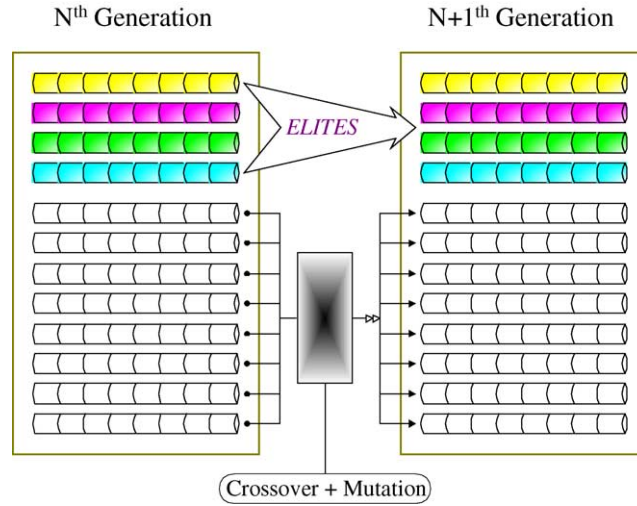 Nth Generation
N+1th Generation
ELITES
Crossover + Mutation